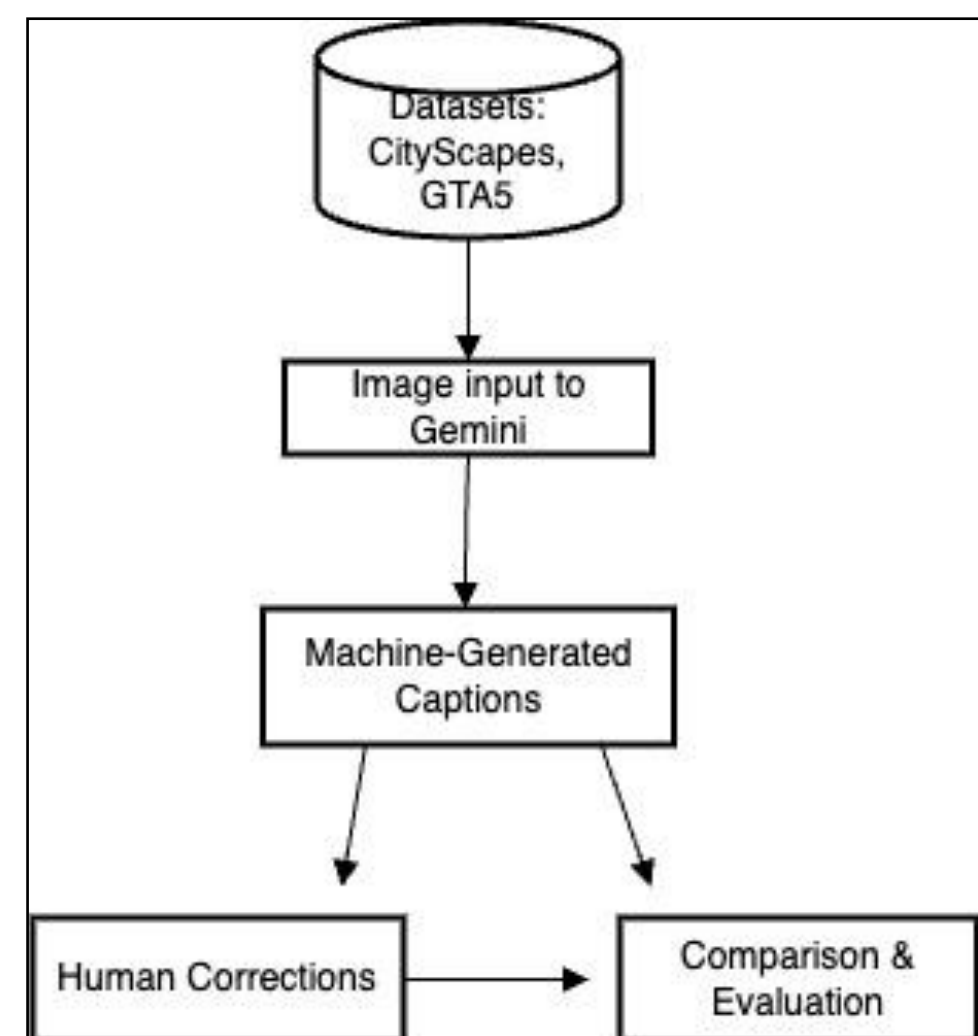 Datasets:
CityScapes,
GTA5
Image input to
Gemini
Machine-Generated
Captions
Human Corrections
Comparison &
Evaluation